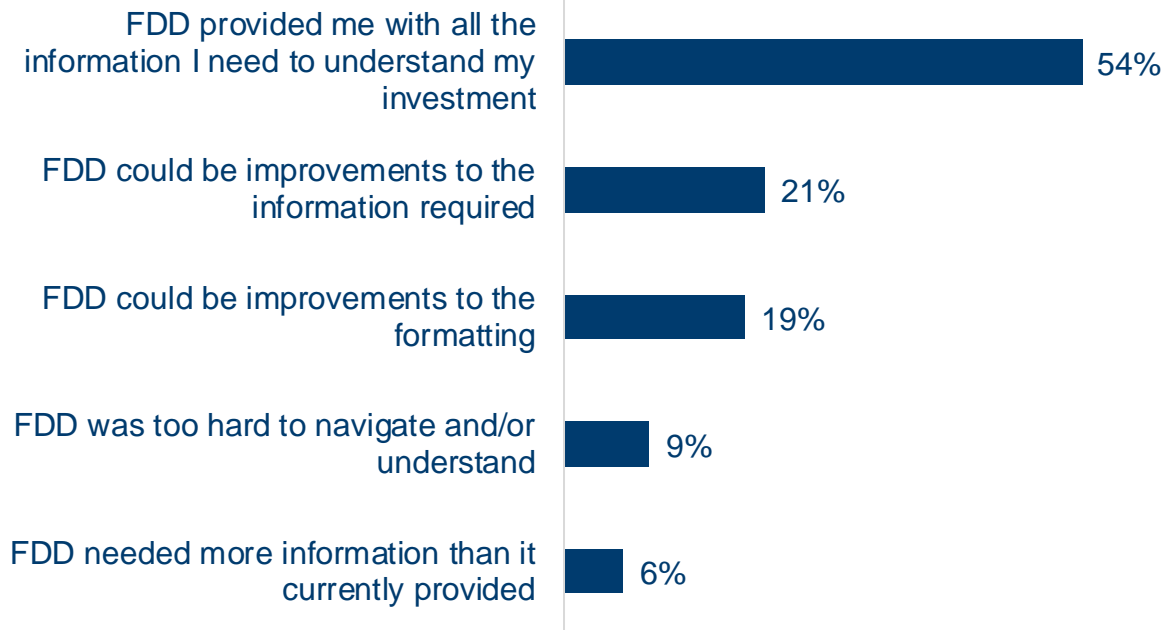 FDD provided me with all the
information I need to understand my
investment
54%
FDD could be improvements to the
information required
21%
FDD could be improvements to the
formatting
19%
FDD was too hard to navigate and/or
understand
9%
FDD needed more information than it
currently provided
6%